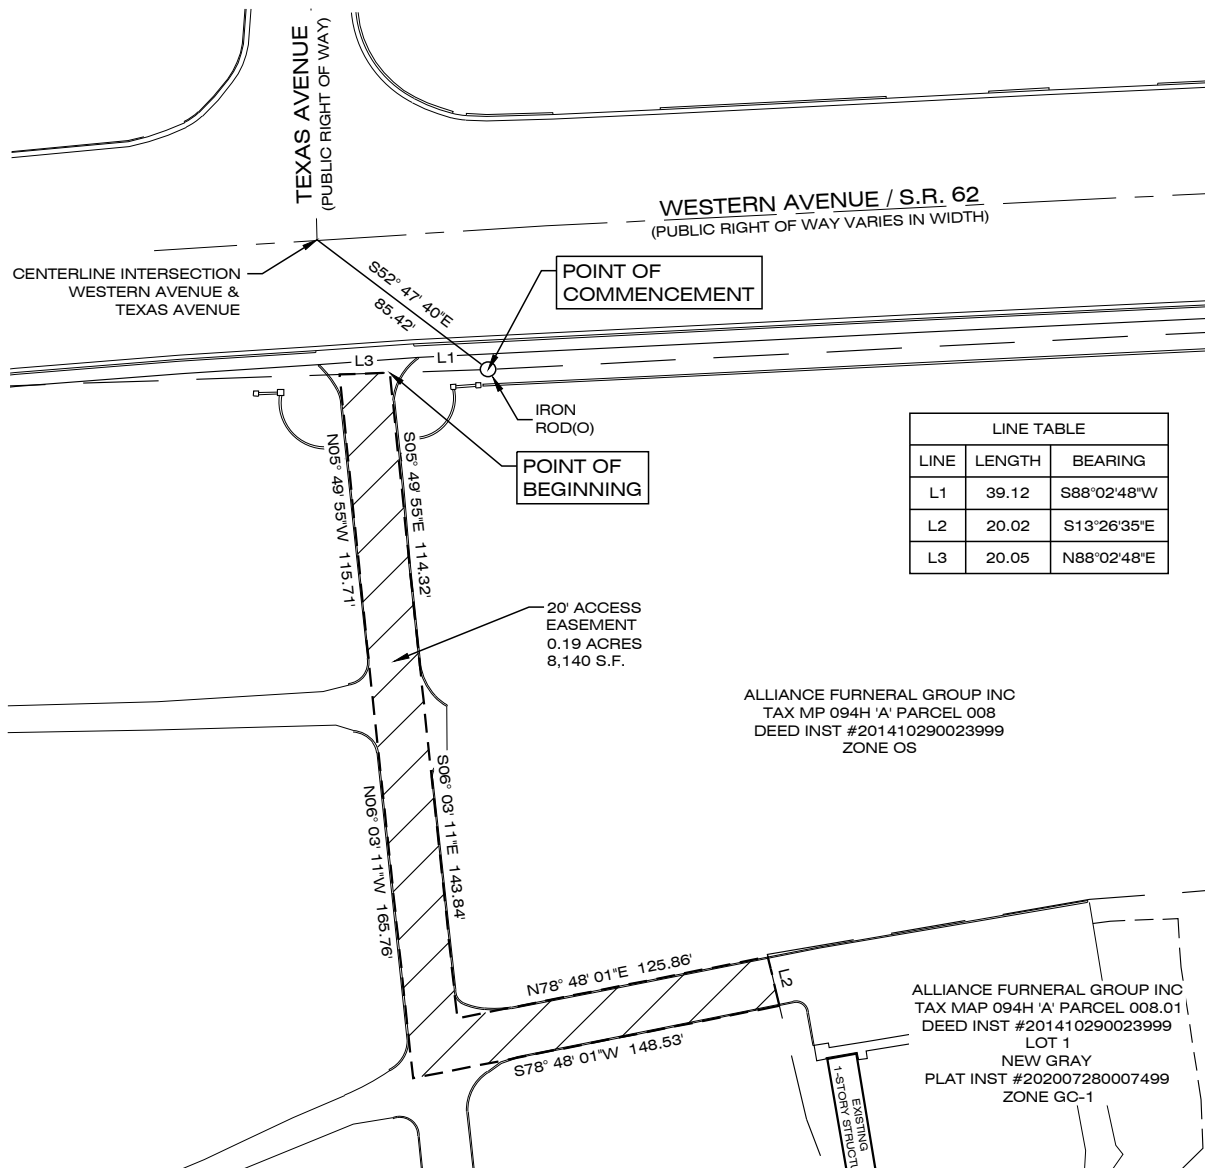 TEXAS AVENUE
(PUBLIC RIGHT OF WAY)
WESTERN AVENUE / S.R. 62
(PUBLIC RIGHT OF WAY VARIES IN WIDTH)
CENTERLINE INTERSECTION
WESTERN AVENUE &
TEXAS AVENUE
S52° 47' 40"E
85.42'
POINT OF
COMMENCEMENT
L3
L1
IRON
ROD(O)
POINT OF
BEGINNING
LINE TABLE
LINE LENGTH BEARING
L1 39.12 S88°02'48"W
L2 20.02 S13°26'35"E
L3 20.05 N88°02'48"E
N05° 49' 55"W 115.71'
S05° 49' 55"E 114.32'
20' ACCESS
EASEMENT
0.19 ACRES
8,140 S.F.
ALLIANCE FURNERAL GROUP INC
TAX MP 094H 'A' PARCEL 008
DEED INST #201410290023999
ZONE OS
N06° 03' 11"W 165.76'
S06° 03' 11"E 143.84'
N78° 48' 01"E 125.86'
L2
S78° 48' 01"W 148.53'
ALLIANCE FURNERAL GROUP INC
TAX MAP 094H 'A' PARCEL 008.01
DEED INST #201410290023999
LOT 1
NEW GRAY
PLAT INST #202007280007499
ZONE GC-1
EXISTING
1-STORY STRUCTU